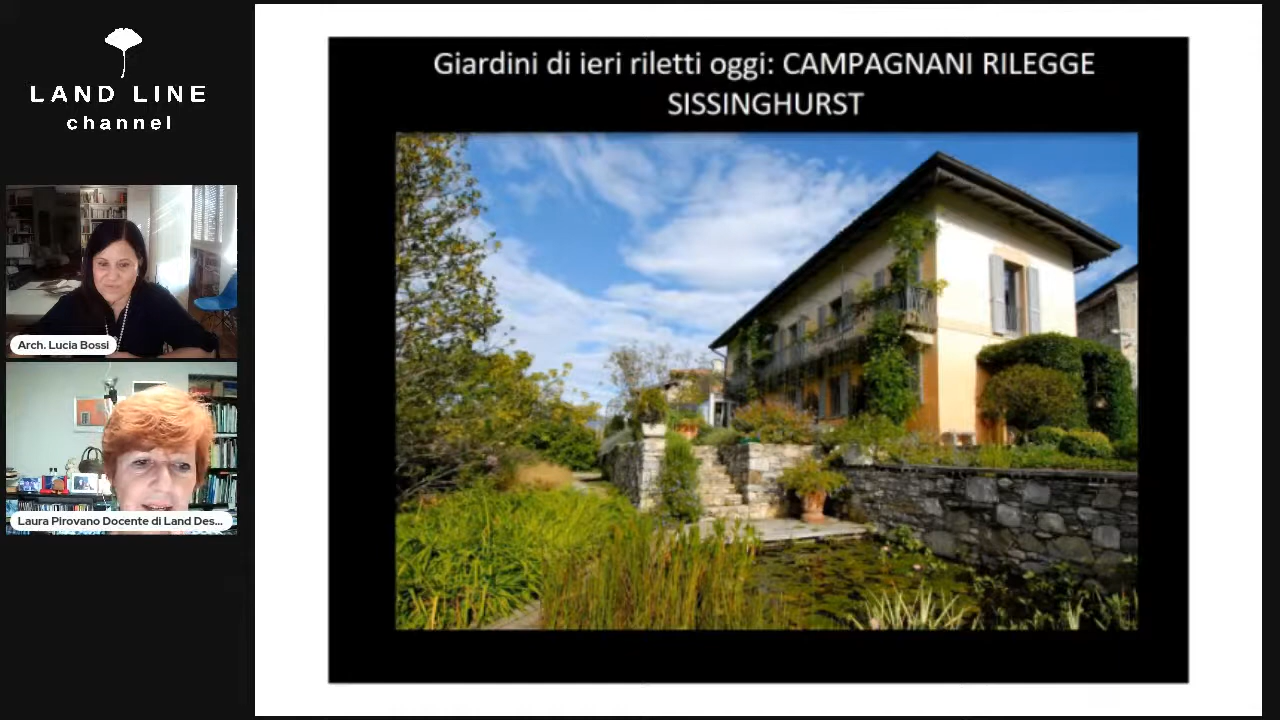 LAND LINE
channel
Arch. Lucia Bossi
Laura Pirovano Docente di Land Des...
Giardini di ieri riletti oggi: CAMPAGNANI RILEGGE
SISSINGHURST